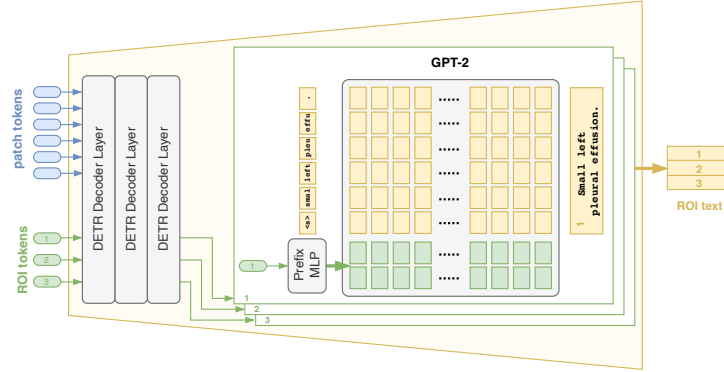 patch tokens
ROI tokens
1
2
3
DETR Decoder Layer
DETR Decoder Layer
DETR Decoder Layer
GPT-2
<s> smal left pleu effu .
1
Prefix
MLP
.....
.....
.....
.....
.....
.....
.....
1 Small left
pleural effusion.
1
2
3
1
2
3
ROI text